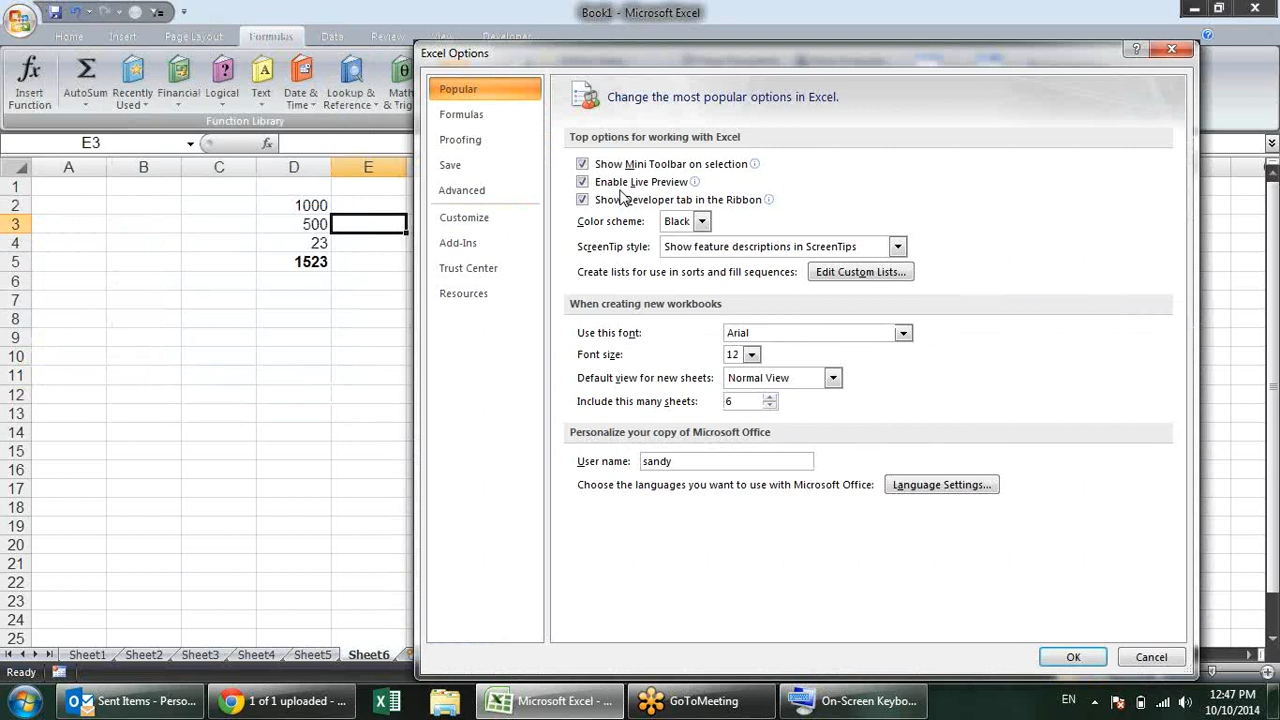 Book1 - Microsoft Excel
Home Insert Page Layout Formulas Data Review Developer
Excel Options
Insert Function
AutoSum
Recently Used
Financial
Logical
Text
Date & Time
Lookup & Reference
Math & Trig
Function Library
E3
fx
A B C D E
1
2 1000
3 500
4 23
5 1523
6
7
8
9
10
11
12
13
14
15
16
17
18
19
20
21
22
23
24
25
Popular
Formulas
Proofing
Save
Advanced
Customize
Add-Ins
Trust Center
Resources
Change the most popular options in Excel.
Top options for working with Excel
Show Mini Toolbar on selection
Enable Live Preview
Show Developer tab in the Ribbon
Color scheme: Black
ScreenTip style: Show feature descriptions in ScreenTips
Create lists for use in sorts and fill sequences: Edit Custom Lists...
When creating new workbooks
Use this font: Arial
Font size: 12
Default view for new sheets: Normal View
Include this many sheets: 6
Personalize your copy of Microsoft Office
User name: sandy
Choose the languages you want to use with Microsoft Office: Language Settings...
OK Cancel
Sheet1 Sheet2 Sheet3 Sheet4 Sheet5 Sheet6
Ready
Sent Items - Perso...
1 of 1 uploaded - ...
Microsoft Excel - ...
GoToMeeting
On-Screen Keybo...
EN
12:47 PM
10/10/2014